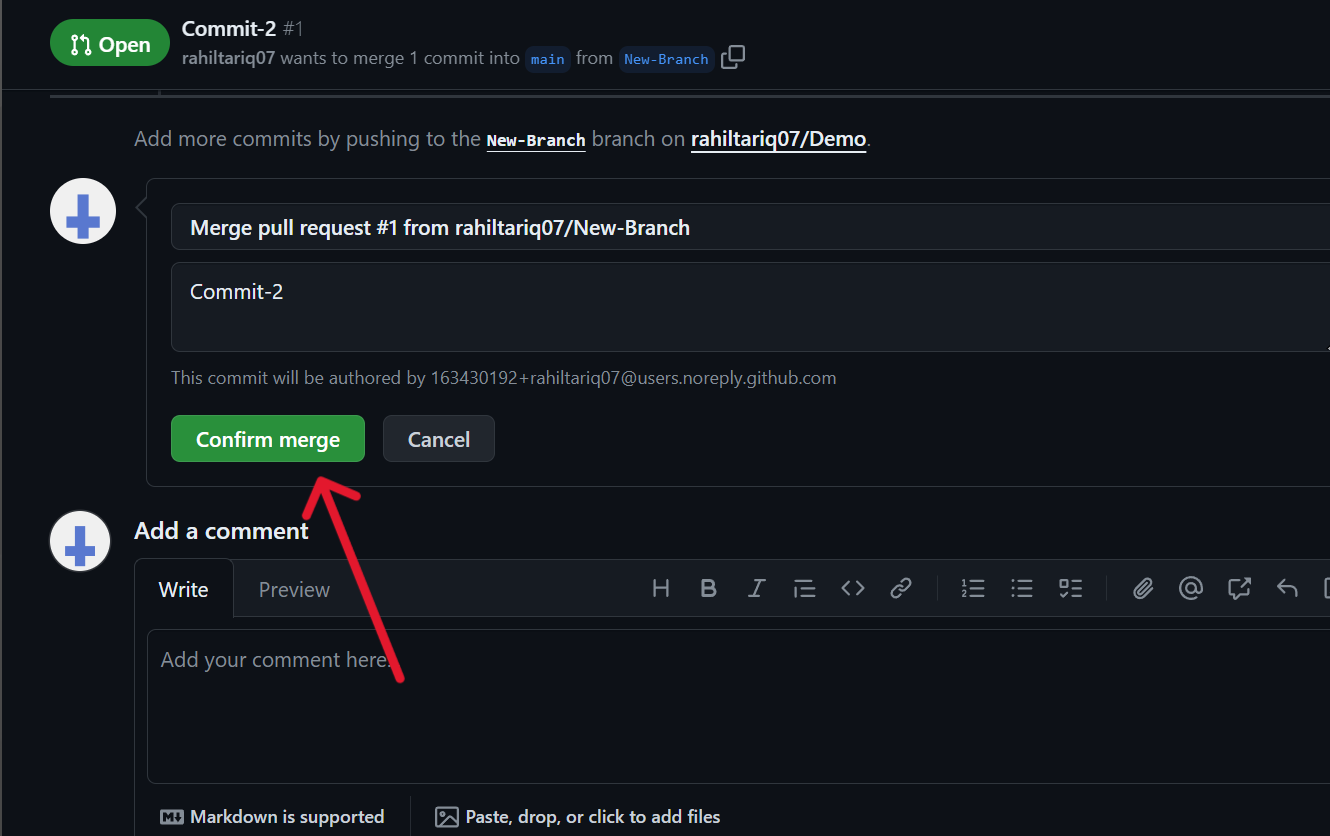 Open
Commit-2 #1
rahiltariq07 wants to merge 1 commit into main from New-Branch
Add more commits by pushing to the New-Branch branch on rahiltariq07/Demo.
Merge pull request #1 from rahiltariq07/New-Branch
Commit-2
This commit will be authored by 163430192+rahiltariq07@users.noreply.github.com
Confirm merge Cancel
Add a comment
Write Preview
Add your comment here.
Markdown is supported Paste, drop, or click to add files